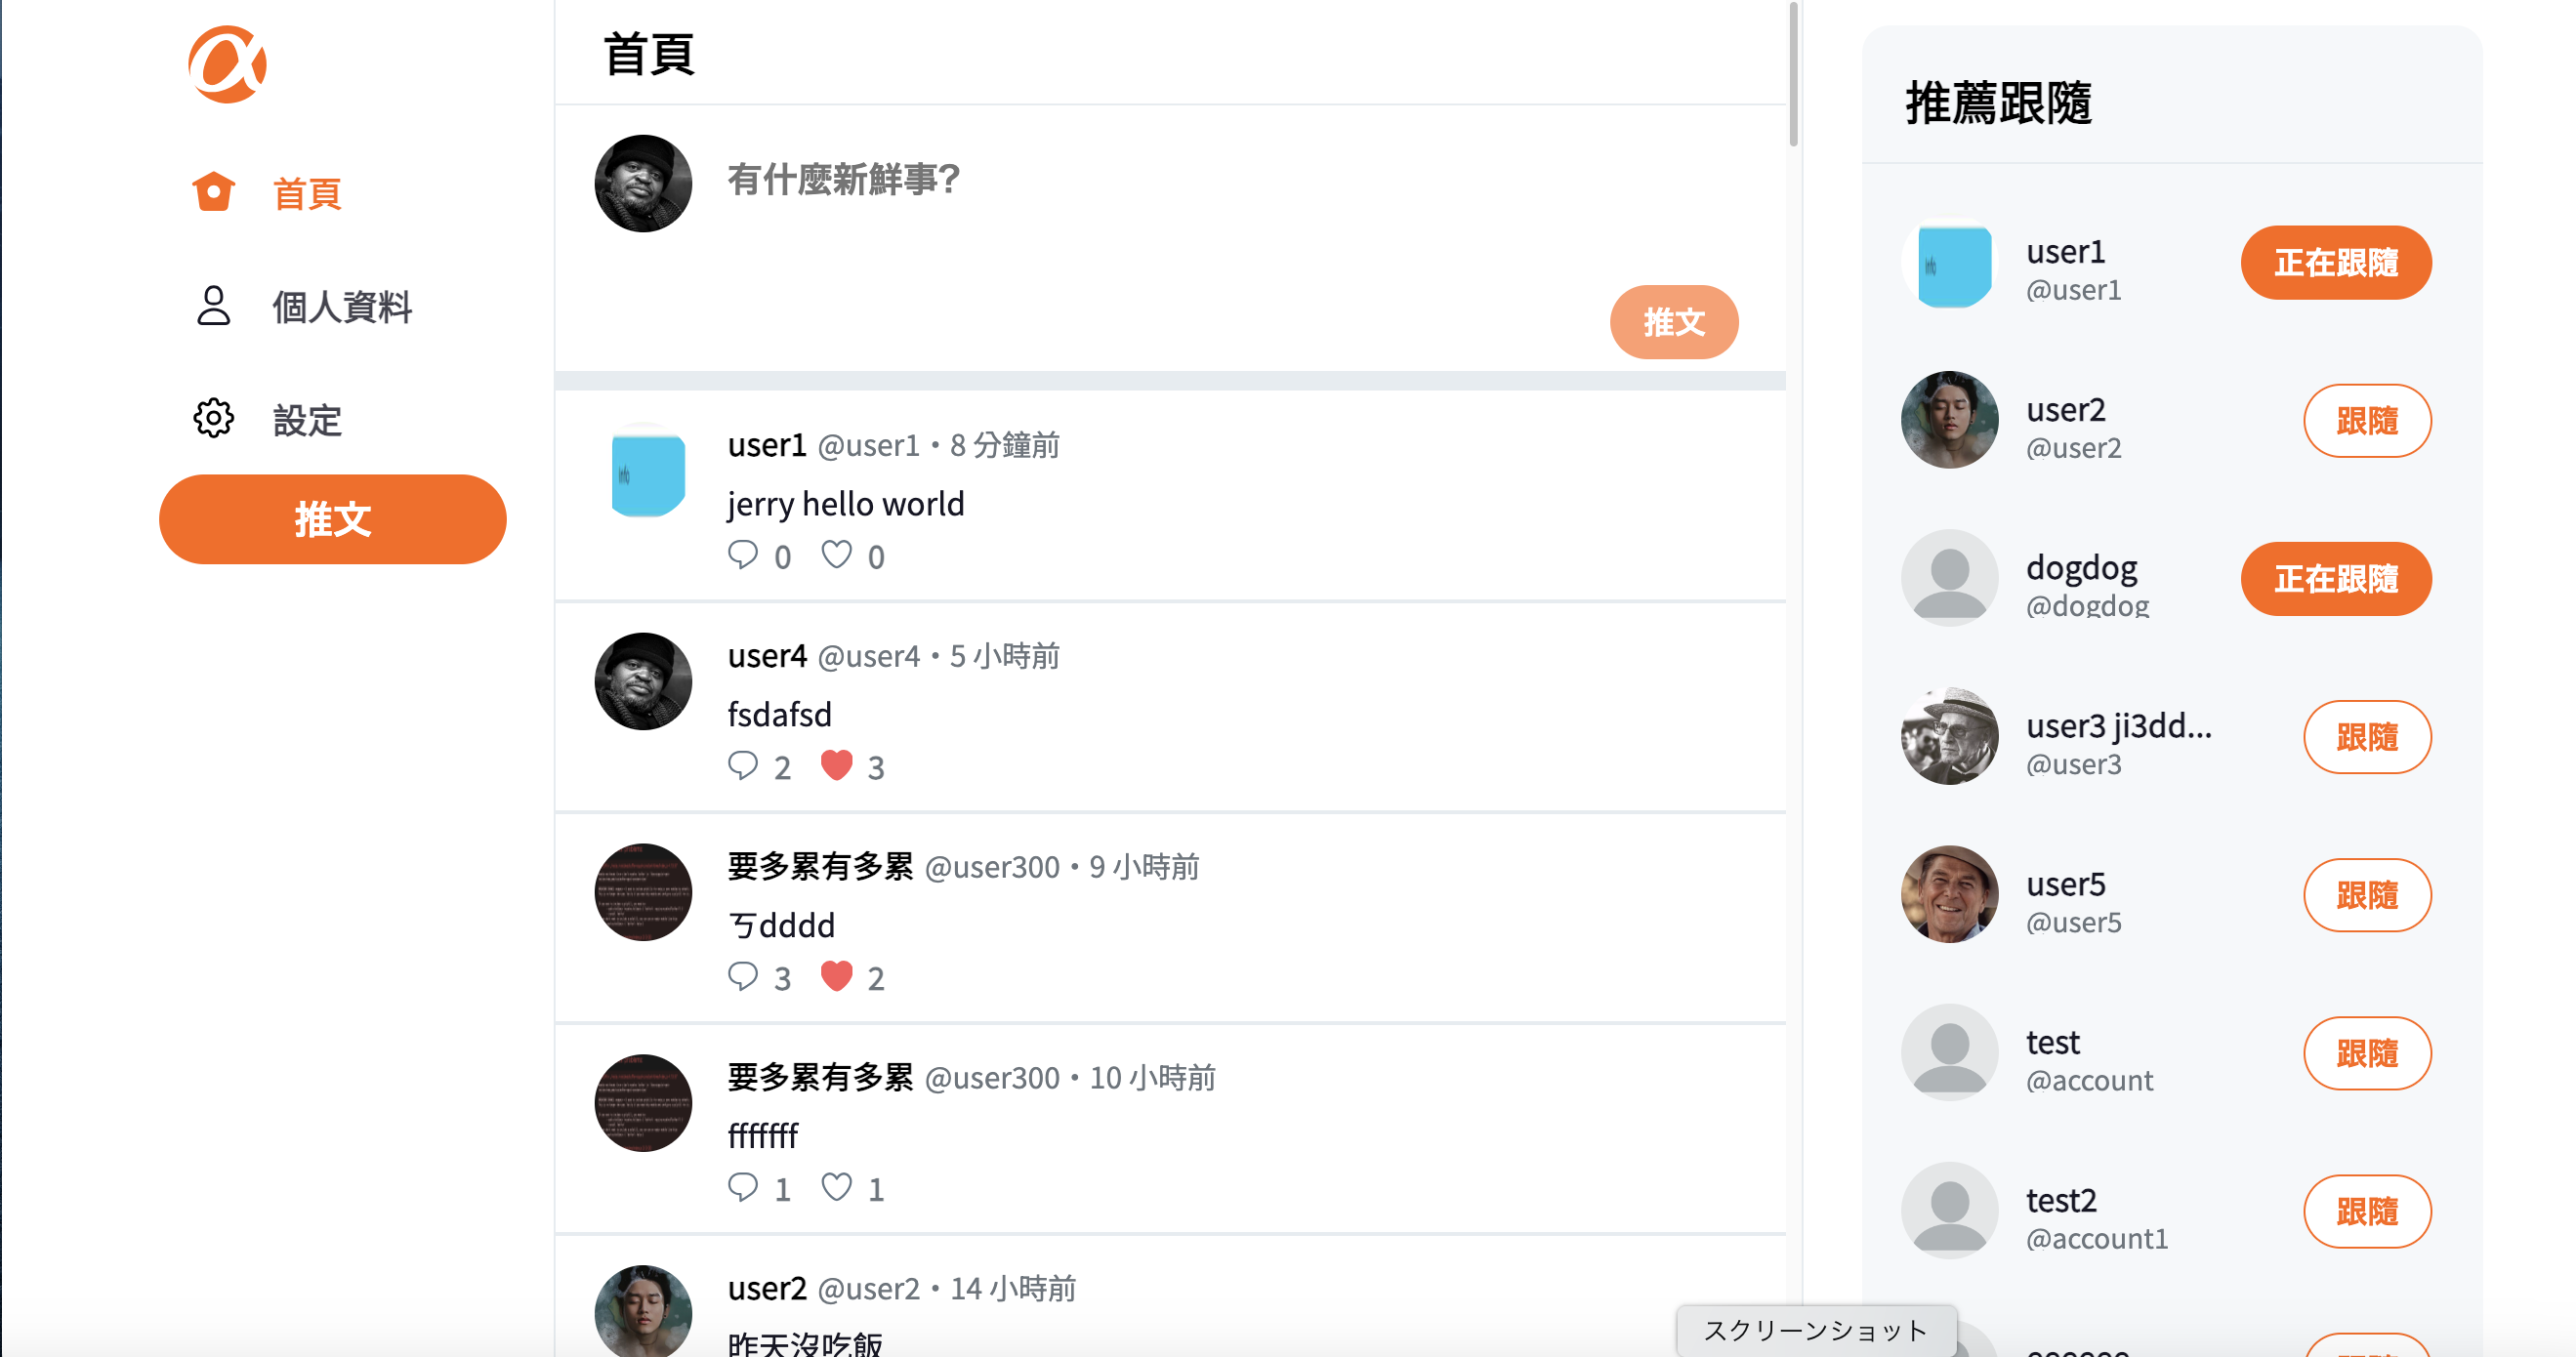 首頁
個人資料
設定
推文
首頁
有什麼新鮮事?
推文
user1 @user1・8 分鐘前
jerry hello world
0 0
user4 @user4・5 小時前
fsdafsd
2 3
要多累有多累 @user300・9 小時前
ㄎdddd
3 2
要多累有多累 @user300・10 小時前
fffffff
1 1
user2 @user2・14 小時前
昨天沒吃飯
推薦跟隨
user1
@user1
正在跟隨
Info
user2
@user2
跟隨
dogdog
@dogdog
正在跟隨
user3 ji3dd...
@user3
跟隨
user5
@user5
跟隨
test
@account
跟隨
test2
@account1
跟隨
スクリーンショット